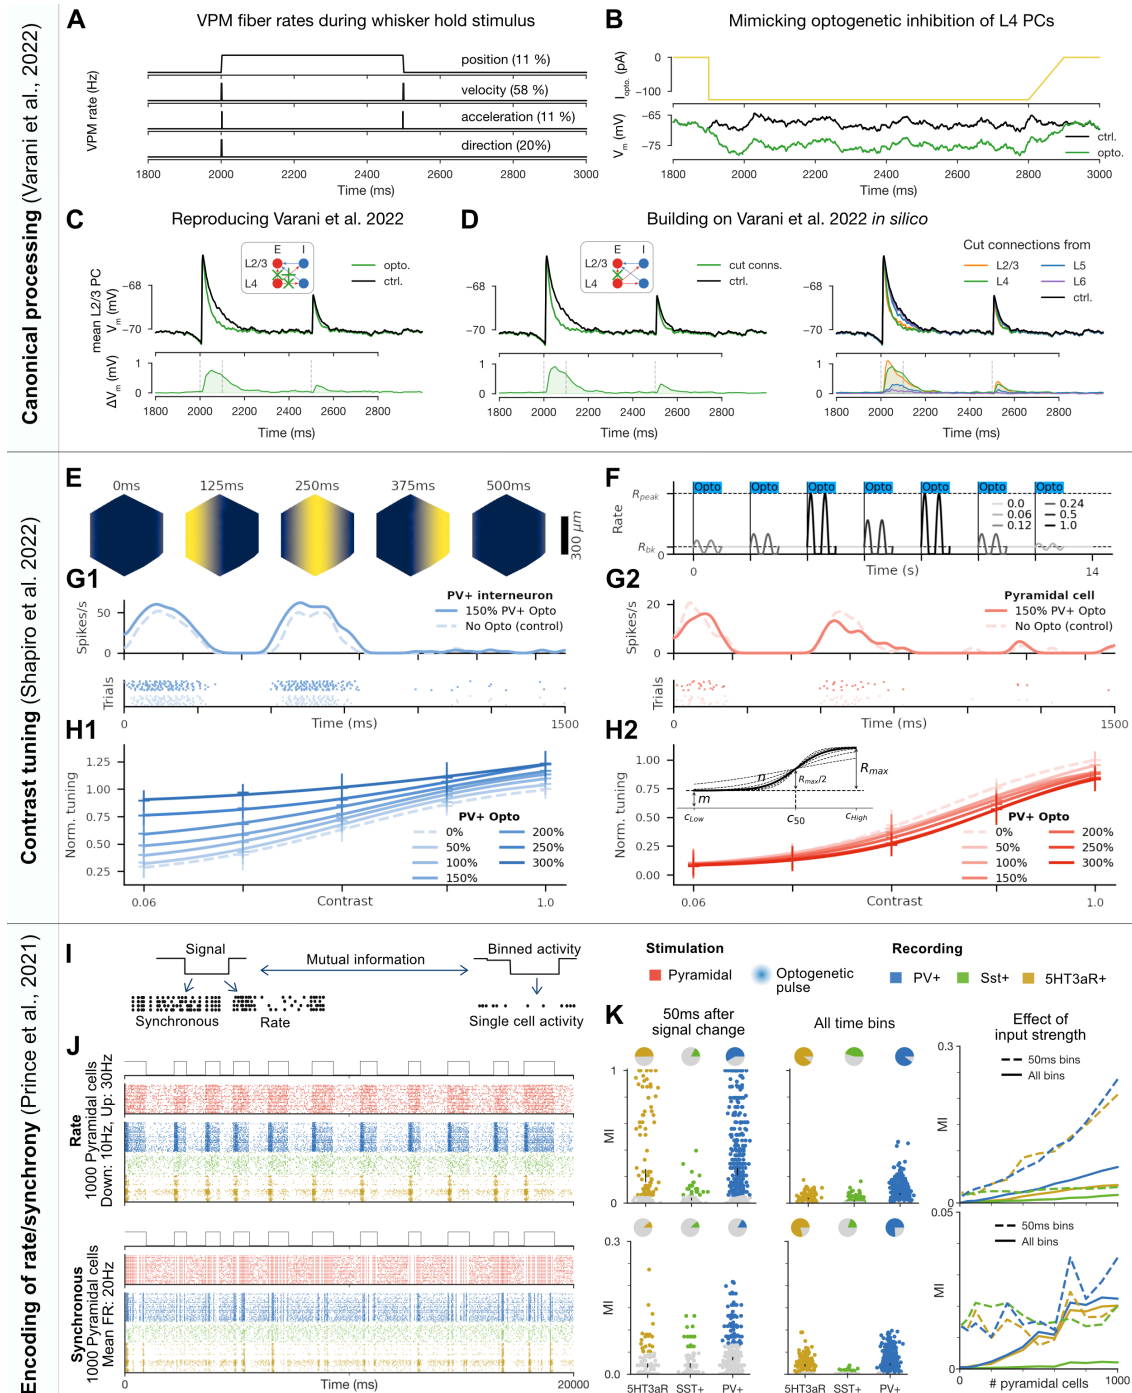 Canonical processing (Varani et al., 2022)
A
VPM fiber rates during whisker hold stimulus
VPM rate (Hz)
position (11 %)
velocity (58 %)
acceleration (11 %)
direction (20%)
1800 2000 2200 2400 2600 2800 3000
Time (ms)
B
Mimicking optogenetic inhibition of L4 PCs
I opto. (pA)
0
−100
V m (mV)
−65
−75
ctrl.
opto.
1800 2000 2200 2400 2600 2800 3000
Time (ms)
C
Reproducing Varani et al. 2022
E I
L2/3
L4
opto.
ctrl.
mean L2/3 PC
V m (mV)
−68
−70
ΔV m (mV)
1
0
1800 2000 2200 2400 2600 2800
Time (ms)
D
Building on Varani et al. 2022 in silico
E I
L2/3
L4
cut conns.
ctrl.
−68
−70
1
0
1800 2000 2200 2400 2600 2800
Time (ms)
Cut connections from
L2/3 L5
L4 L6
ctrl.
−68
−70
1
0
1800 2000 2200 2400 2600 2800
Time (ms)
Contrast tuning (Shapiro et al. 2022)
E
0ms 125ms 250ms 375ms 500ms
300 μm
F
Opto Opto Opto Opto Opto Opto Opto
Rate
R peak
R bk
0.0 0.24
0.06 0.5
0.12 1.0
0 14
Time (s)
G1
Spikes/s
50
0
PV+ interneuron
150% PV+ Opto
No Opto (control)
Trials
0 1500
Time (ms)
G2
Spikes/s
20
0
Pyramidal cell
150% PV+ Opto
No Opto (control)
Trials
0 1500
Time (ms)
H1
Norm. tuning
1.25
1.00
0.75
0.50
0.25
PV+ Opto
0% 200%
50% 250%
100% 300%
150%
0.06 1.0
Contrast
H2
Norm. tuning
1.00
0.75
0.50
0.25
0.00
n
m
R max/2
R max
c Low c 50 c High
PV+ Opto
0% 200%
50% 250%
100% 300%
150%
0.06 1.0
Contrast
Encoding of rate/synchrony (Prince et al., 2021)
I
Signal
Mutual information
Binned activity
Synchronous Rate
Single cell activity
Stimulation
Pyramidal
Optogenetic
pulse
Recording
PV+ Sst+ 5HT3aR+
J
Rate
1000 Pyramidal cells
Down: 10Hz, Up: 30Hz
Synchronous
1000 Pyramidal cells
Mean FR: 20Hz
0 20000
Time (ms)
K
50ms after
signal change
All time bins
Effect of
input strength
MI
1
0
0.3
MI
0
50ms bins
All bins
MI
0.3
0.0
5HT3aR SST+ PV+
5HT3aR SST+ PV+
0.05
MI
0
50ms bins
All bins
0 1000
# pyramidal cells